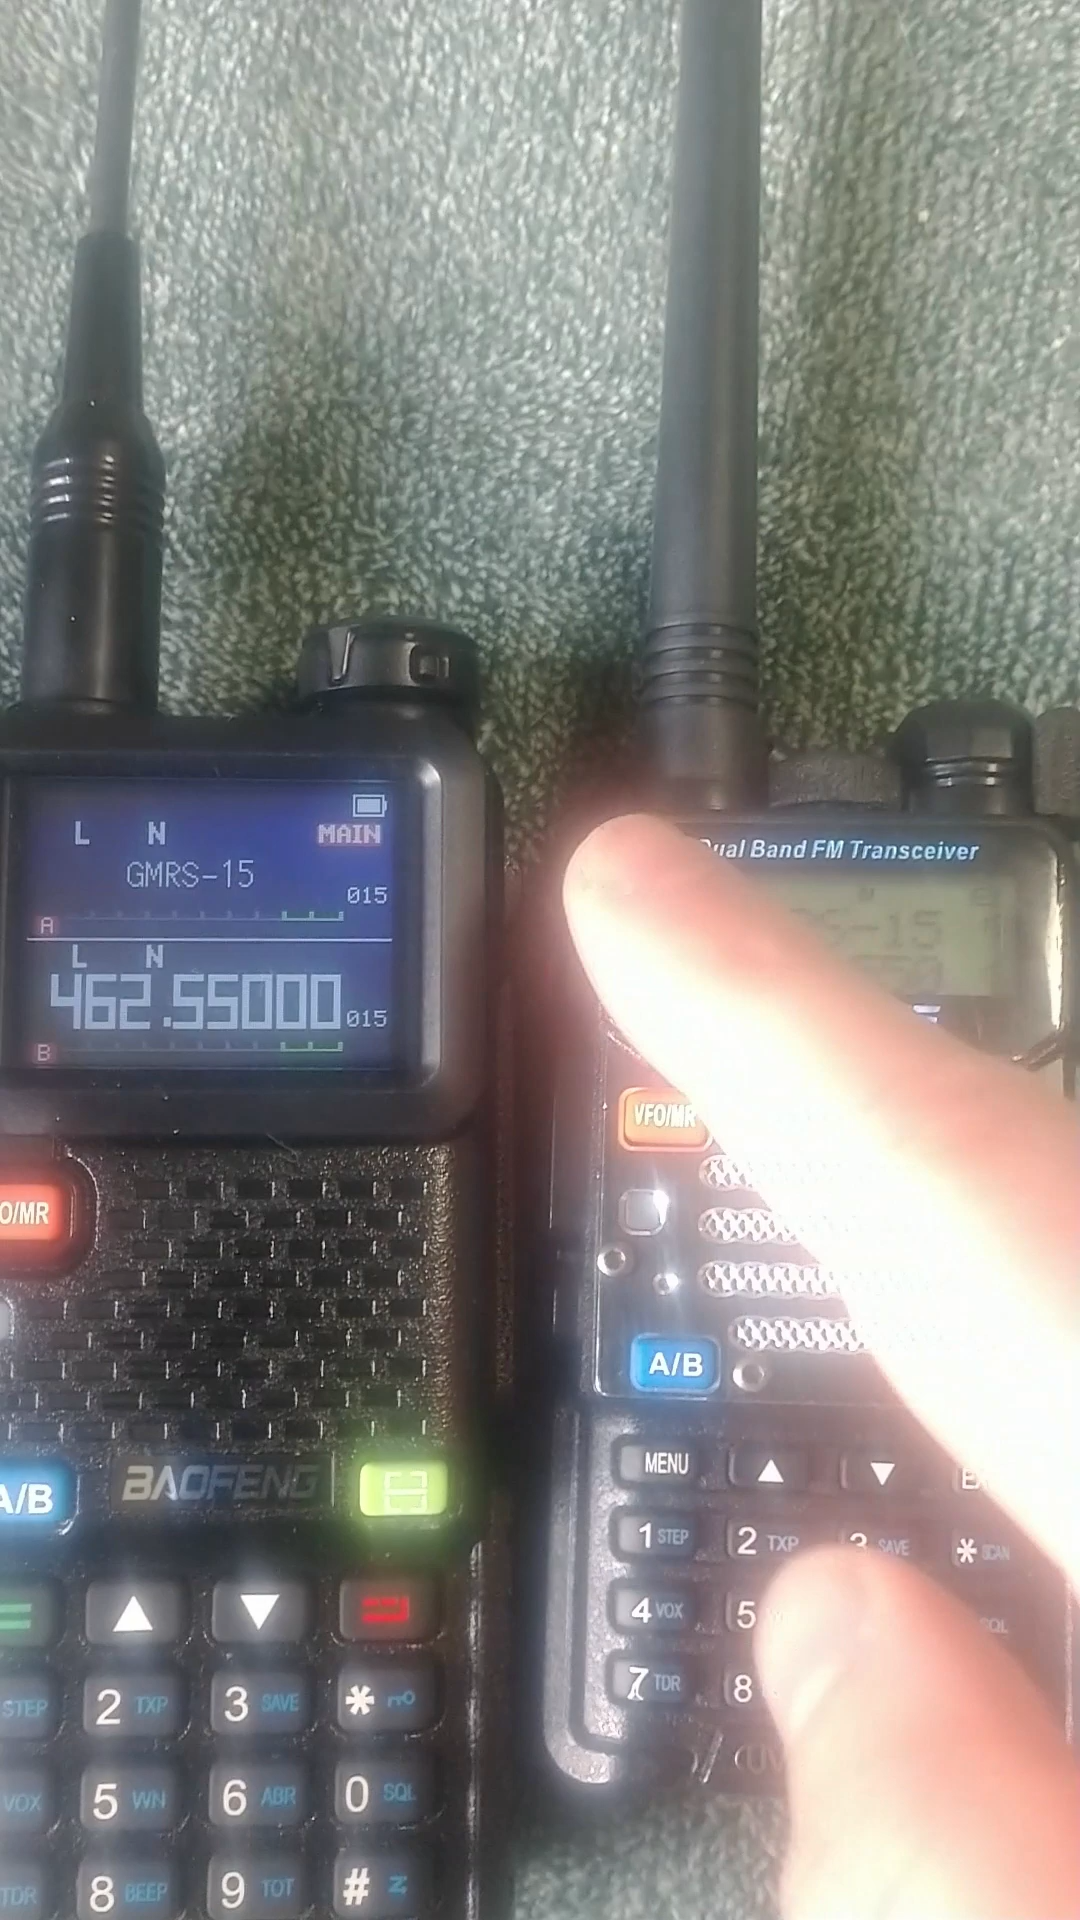 L N
MAIN
GMRS-15
015
A
L N
462.55000
015
B
O/MR
A/B
BAOFENG
STEP
2 TXP
3 SAVE
*
VOX
5 WN
6 ABR
0 SQL
TDR
8 BEEP
9 TOT
#
Dual Band FM Transceiver
S-15
VFO/MR
A/B
MENU
1 STEP
2 TXP
3 SAVE
* SCAN
4 VOX
5
SQL
7 TDR
8